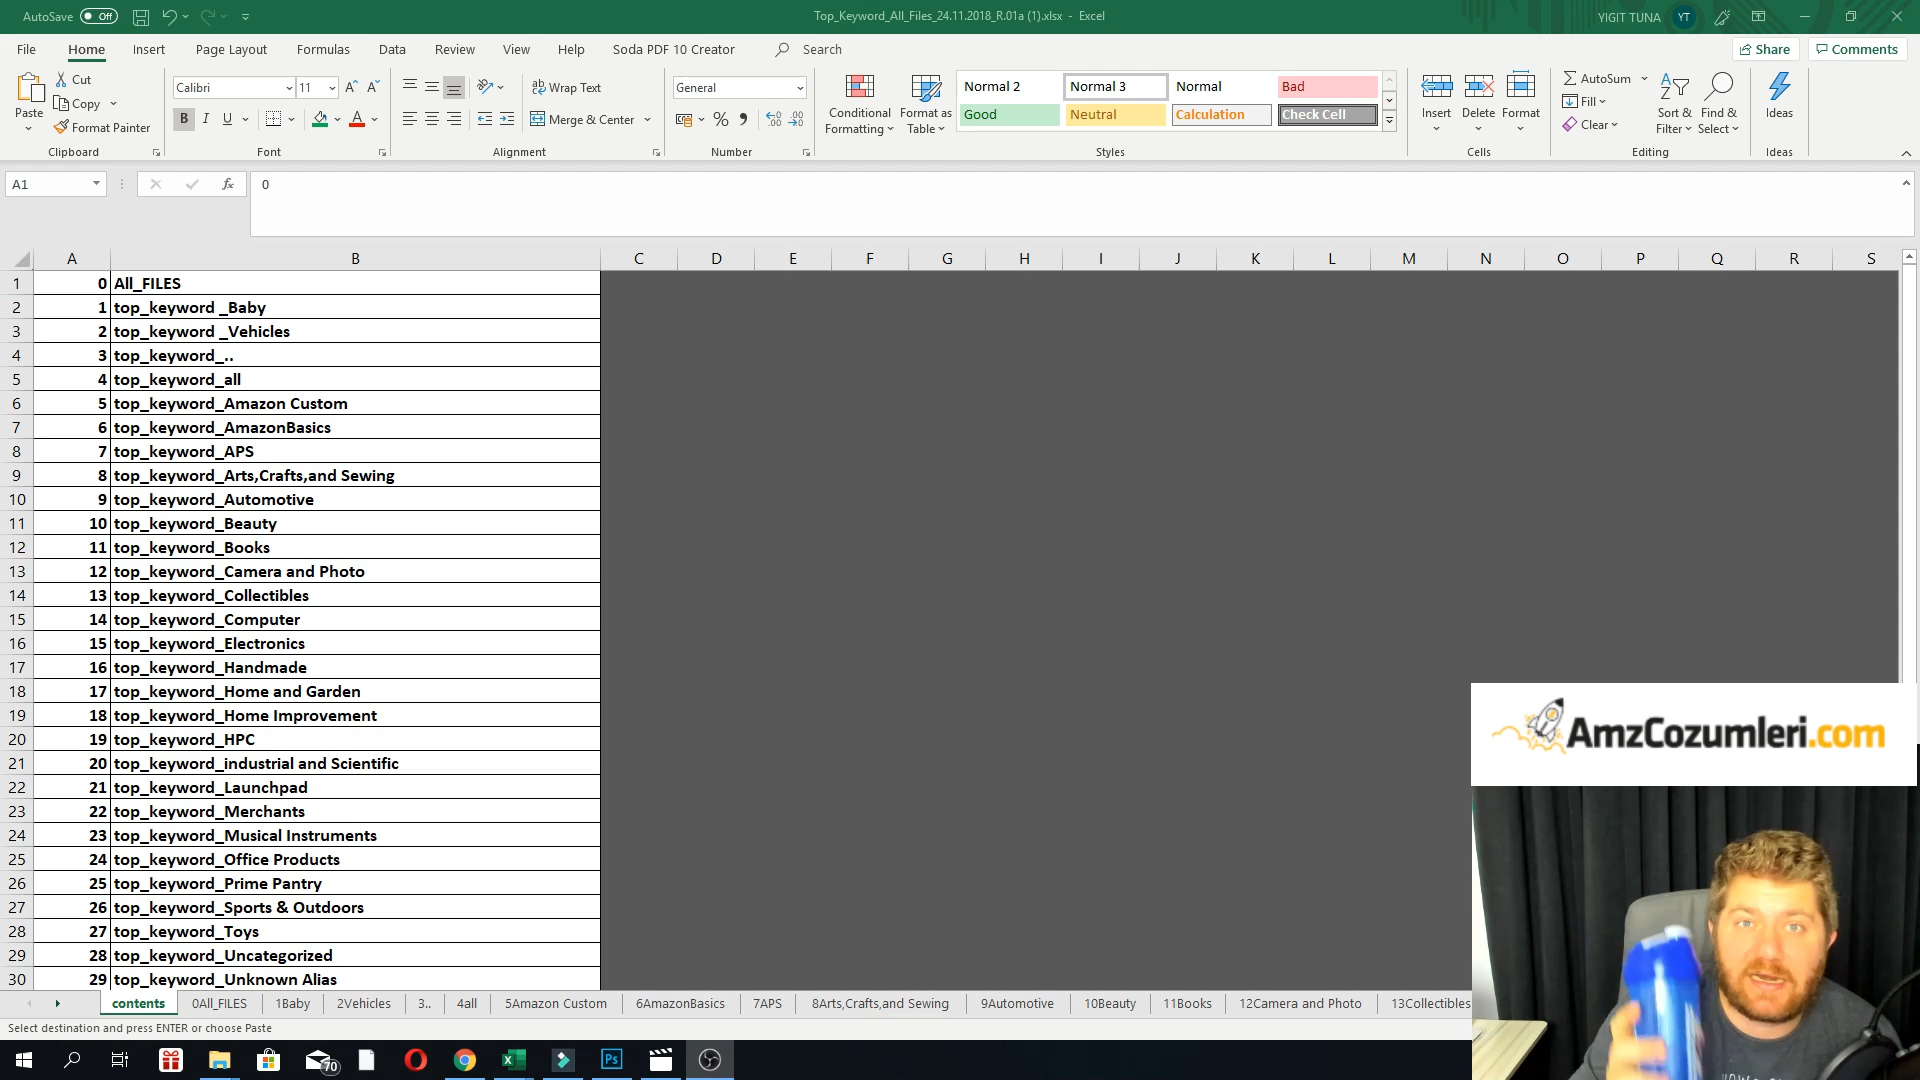 AutoSave Off Top_Keyword_All_Files_24.11.2018_R.01a (1).xlsx - Excel YIGIT TUNA YT
File Home Insert Page Layout Formulas Data Review View Help Soda PDF 10 Creator Search Share Comments
Paste Cut Copy Format Painter
Clipboard
Calibri 11
B I U A
Font
Wrap Text
Merge & Center
Alignment
General
% ,
Number
Conditional Formatting
Format as Table
Normal 2 Normal 3 Normal Bad
Good Neutral Calculation Check Cell
Styles
Insert Delete Format
Cells
AutoSum
Fill
Clear
Sort & Filter
Find & Select
Editing
Ideas
Ideas
A1 fx 0
A B C D E F G H I J K L M N O P Q R S
1 0 All_FILES
2 1 top_keyword _Baby
3 2 top_keyword _Vehicles
4 3 top_keyword_..
5 4 top_keyword_all
6 5 top_keyword_Amazon Custom
7 6 top_keyword_AmazonBasics
8 7 top_keyword_APS
9 8 top_keyword_Arts,Crafts,and Sewing
10 9 top_keyword_Automotive
11 10 top_keyword_Beauty
12 11 top_keyword_Books
13 12 top_keyword_Camera and Photo
14 13 top_keyword_Collectibles
15 14 top_keyword_Computer
16 15 top_keyword_Electronics
17 16 top_keyword_Handmade
18 17 top_keyword_Home and Garden
19 18 top_keyword_Home Improvement
20 19 top_keyword_HPC
21 20 top_keyword_industrial and Scientific
22 21 top_keyword_Launchpad
23 22 top_keyword_Merchants
24 23 top_keyword_Musical Instruments
25 24 top_keyword_Office Products
26 25 top_keyword_Prime Pantry
27 26 top_keyword_Sports & Outdoors
28 27 top_keyword_Toys
29 28 top_keyword_Uncategorized
30 29 top_keyword_Unknown Alias
AmzCozumleri.com
contents 0All_FILES 1Baby 2Vehicles 3.. 4all 5Amazon Custom 6AmazonBasics 7APS 8Arts,Crafts,and Sewing 9Automotive 10Beauty 11Books 12Camera and Photo 13Collectibles
Select destination and press ENTER or choose Paste
70 Ps